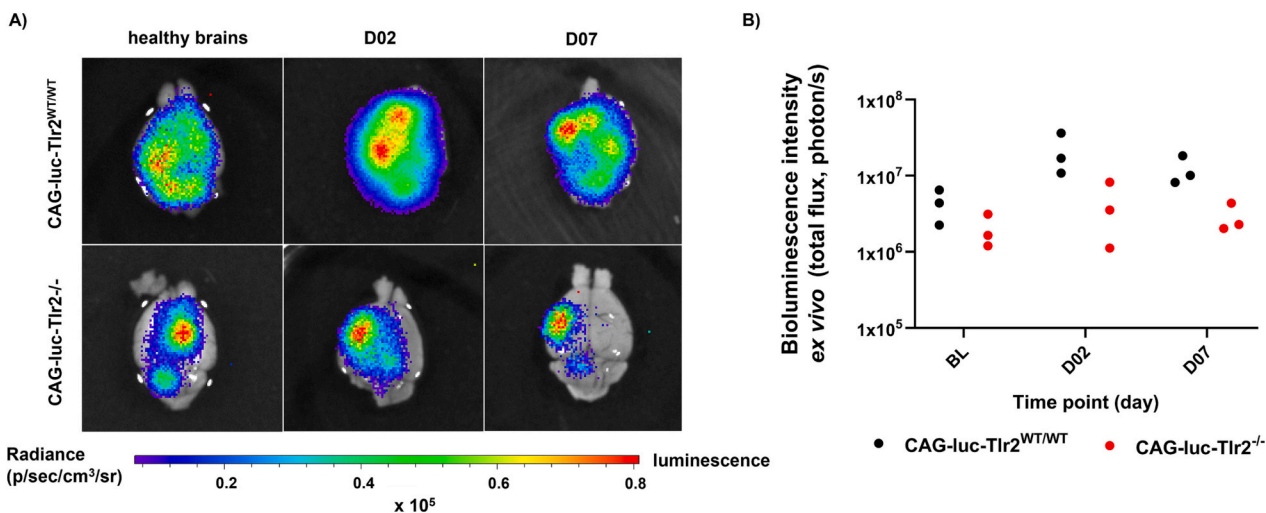 A)
healthy brains
D02
D07
CAG-luc-Tlr2WT/WT
CAG-luc-Tlr2-/-
Radiance
(p/sec/cm3/sr)
0.2
0.4
0.6
0.8
luminescence
x 10⁵
B)
Bioluminescence intensity
ex vivo (total flux, photon/s)
1x10⁸
1x10⁷
1x10⁶
1x10⁵
BL
D02
D07
Time point (day)
CAG-luc-Tlr2WT/WT
CAG-luc-Tlr2-/-